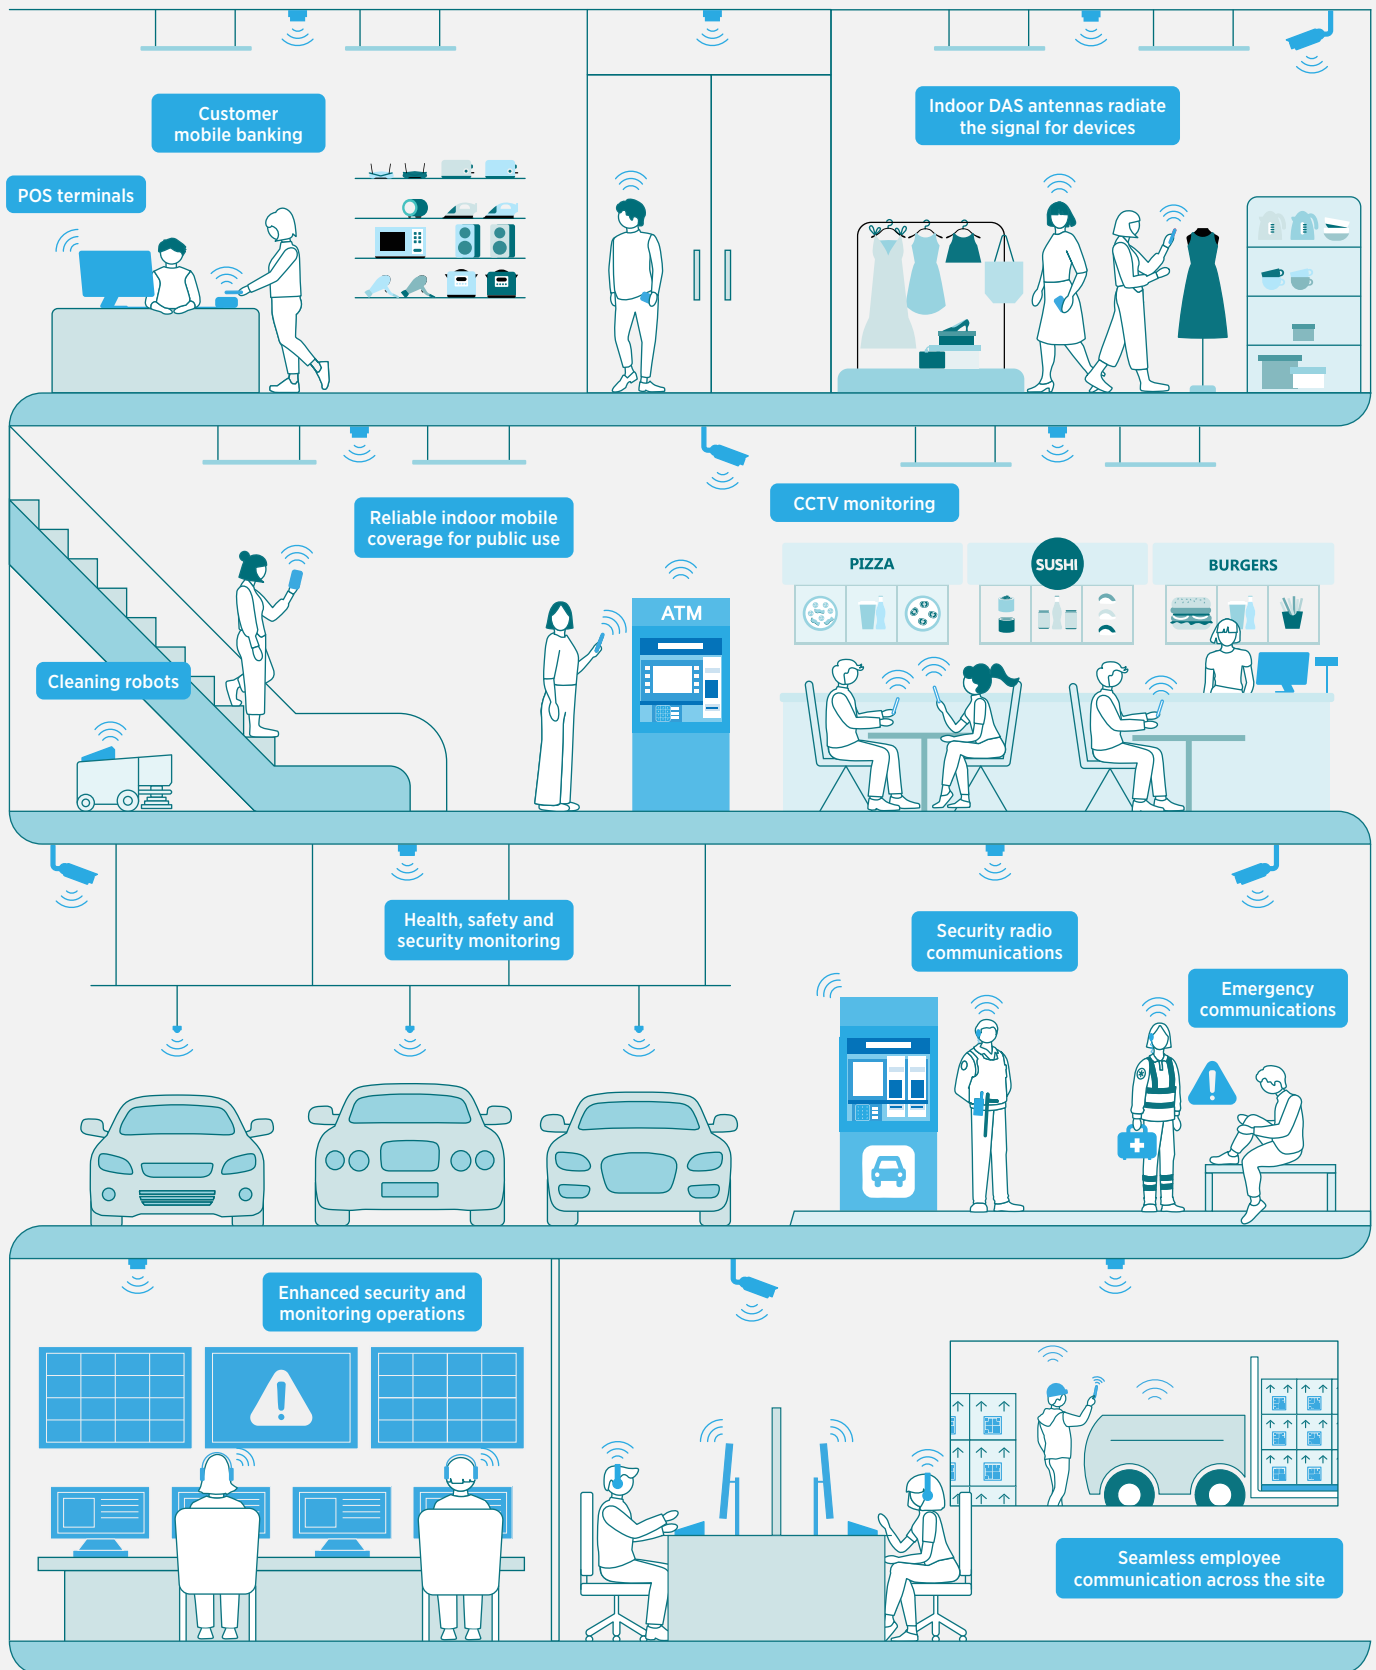 Customer
mobile banking
Indoor DAS antennas radiate
the signal for devices
POS terminals
Reliable indoor mobile
coverage for public use
CCTV monitoring
PIZZA
SUSHI
BURGERS
ATM
Cleaning robots
Health, safety and
security monitoring
Security radio
communications
Emergency
communications
Enhanced security and
monitoring operations
Seamless employee
communication across the site